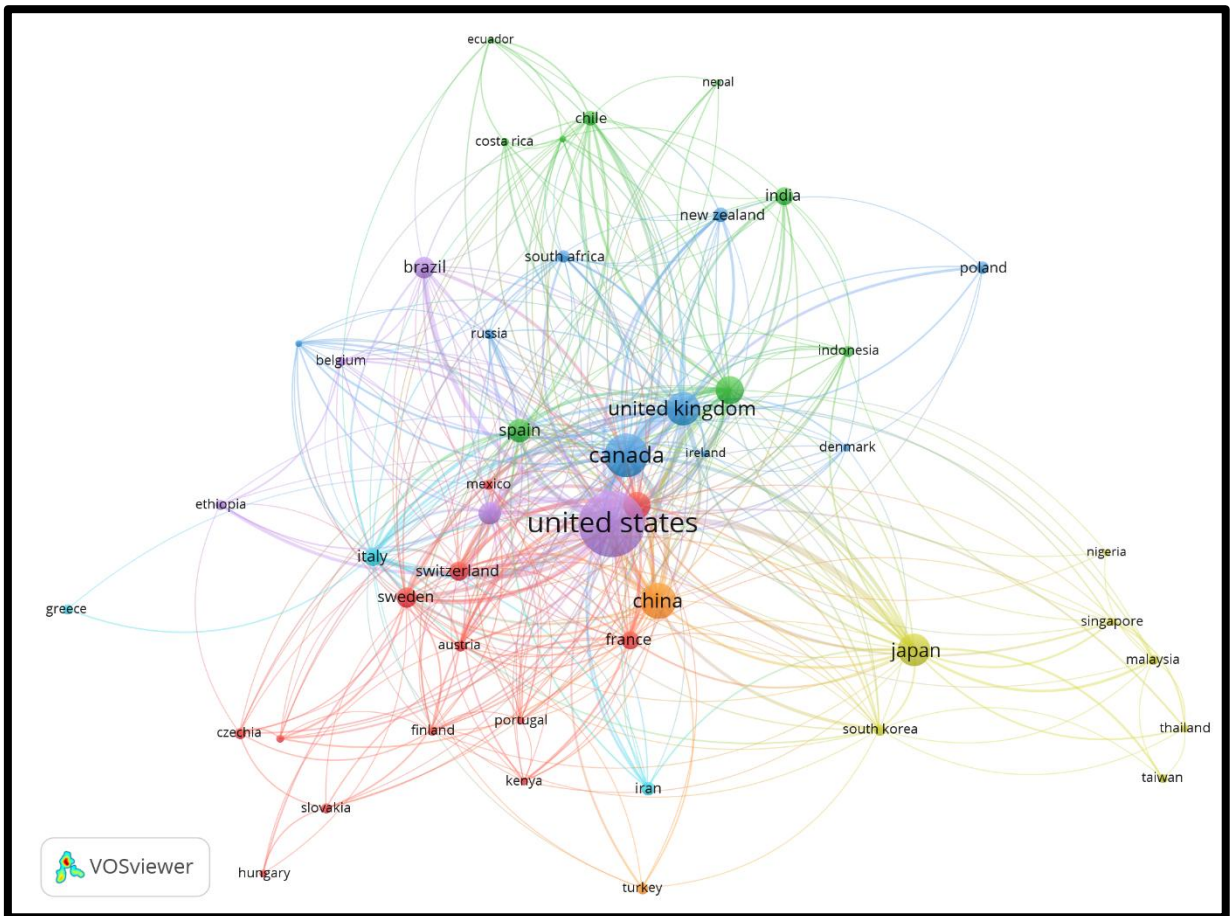 ecuador
nepal
chile
costa rica
india
new zealand
south africa
brazil
poland
russia
indonesia
belgium
united kingdom
spain
canada
ireland
denmark
mexico
ethiopia
united states
italy
nigeria
switzerland
sweden
china
greece
singapore
france
austria
japan
malaysia
portugal
finland
czechia
south korea
thailand
kenya
iran
taiwan
slovakia
VOSviewer
hungary
turkey